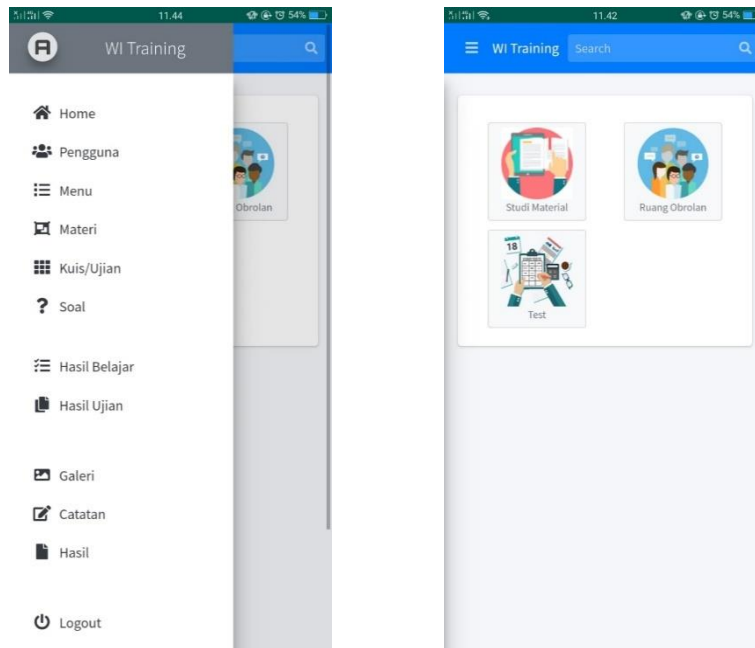 11.44
54%
WI Training
Home
Pengguna
Menu
Materi
Kuis/Ujian
Soal
Hasil Belajar
Hasil Ujian
Galeri
Catatan
Hasil
Logout
Obrolan
11.42
54%
WI Training
Search
Studi Material
Ruang Obrolan
18
Test